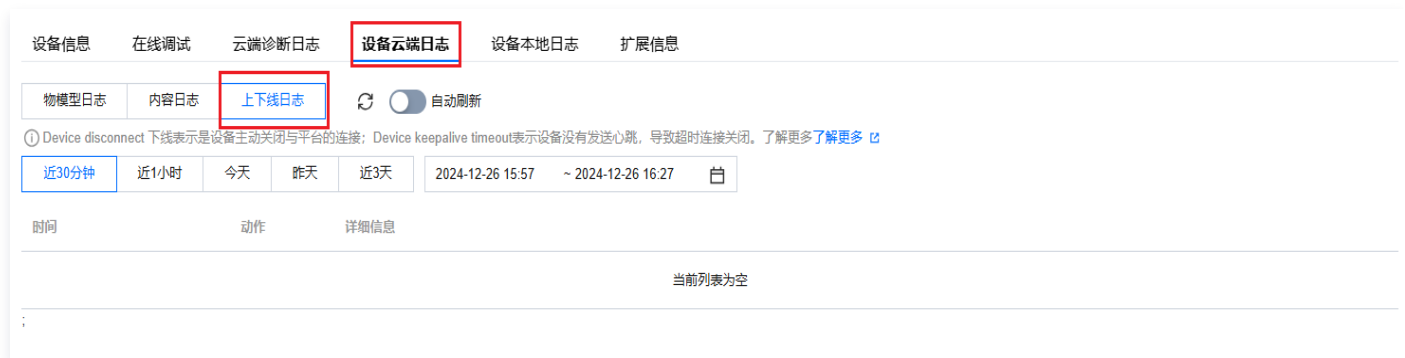 设备信息 在线调试 云端诊断日志 设备云端日志 设备本地日志 扩展信息
物模型日志 内容日志 上下线日志 自动刷新
Device disconnect 下线表示是设备主动关闭与平台的连接；Device keepalive timeout表示设备没有发送心跳，导致超时连接关闭。了解更多了解更多
近30分钟 近1小时 今天 昨天 近3天 2024-12-26 15:57 ~ 2024-12-26 16:27
时间 动作 详细信息
当前列表为空
;